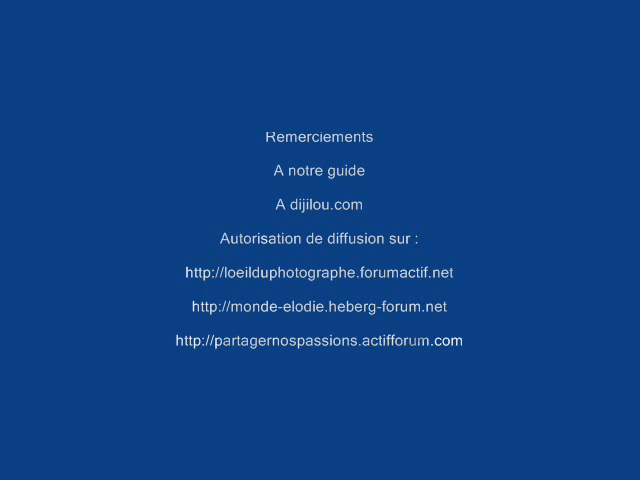 Remerciements
A notre guide
A dijilou.com
Autorisation de diffusion sur :
http://loeilduphotographe.forumactif.net
http://monde-elodie.heberg-forum.net
http://partagernospassions.actifforum.com